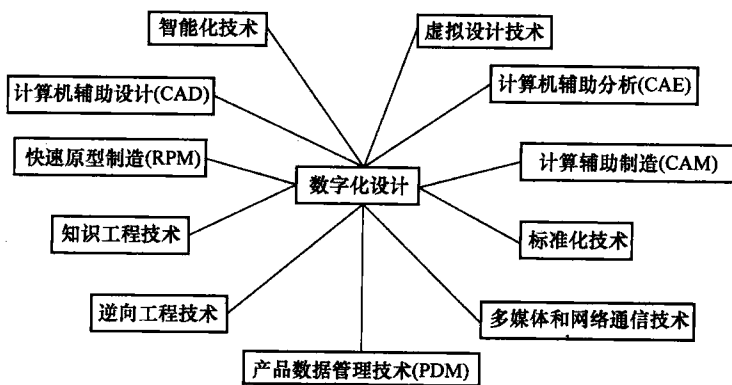 智能化技术
虚拟设计技术
计算机辅助设计(CAD)
计算机辅助分析(CAE)
快速原型制造(RPM)
数字化设计
计算辅助制造(CAM)
知识工程技术
标准化技术
逆向工程技术
多媒体和网络通信技术
产品数据管理技术(PDM)